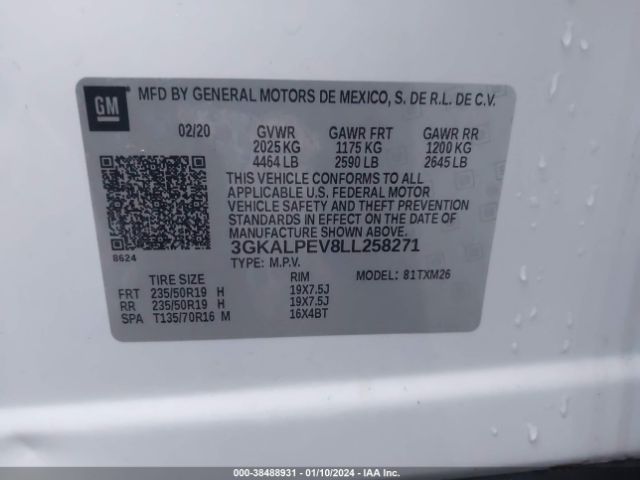 GM
MFD BY GENERAL MOTORS DE MEXICO, S. DE R.L. DE C.V.
02/20 GVWR GAWR FRT GAWR RR
2025 KG 1175 KG 1200 KG
4464 LB 2590 LB 2645 LB
THIS VEHICLE CONFORMS TO ALL
APPLICABLE U.S. FEDERAL MOTOR
VEHICLE SAFETY AND THEFT PREVENTION
STANDARDS IN EFFECT ON THE DATE OF
MANUFACTURE SHOWN ABOVE.
8624 3GKALPEV8LL258271
TYPE: M.P.V. MODEL: 81TXM26
TIRE SIZE RIM
FRT 235/50R19 H 19X7.5J
RR 235/50R19 H 19X7.5J
SPA T135/70R16 M 16X4BT
000-38488931 - 01/10/2024 - IAA Inc.